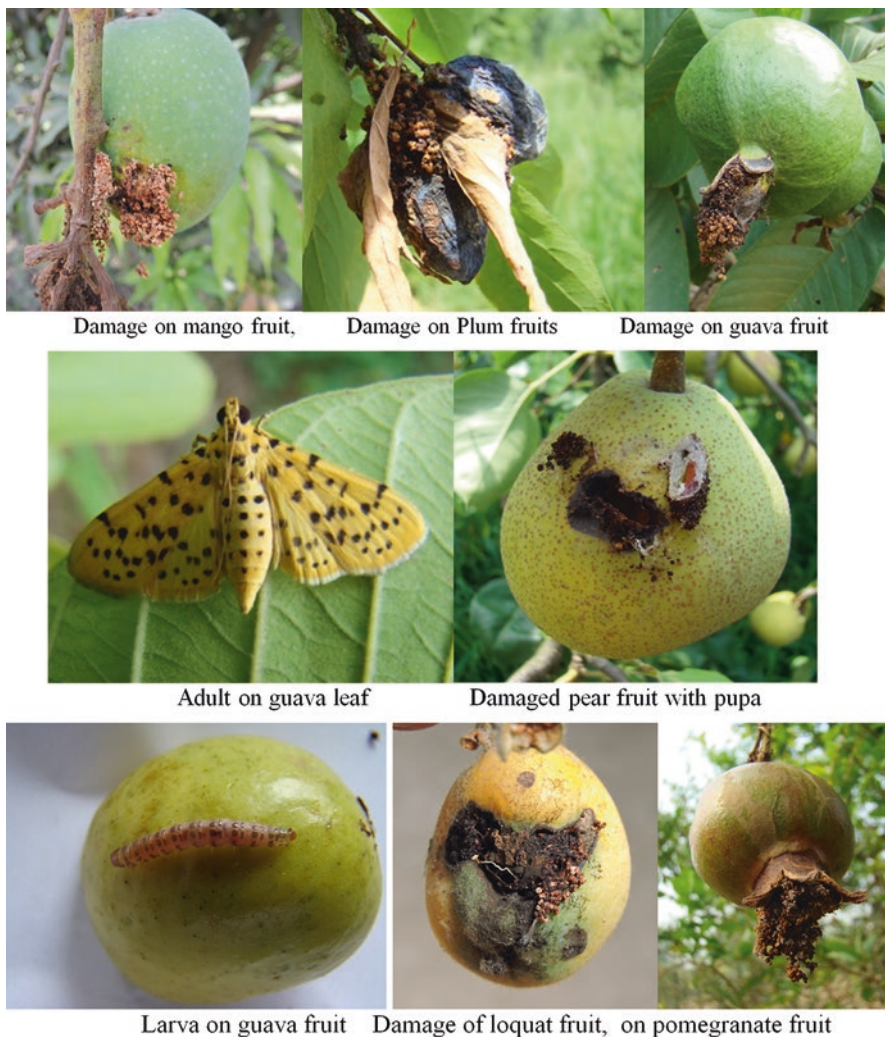 Damage on mango fruit, Damage on Plum fruits Damage on guava fruit
Adult on guava leaf Damaged pear fruit with pupa
Larva on guava fruit Damage of loquat fruit, on pomegranate fruit